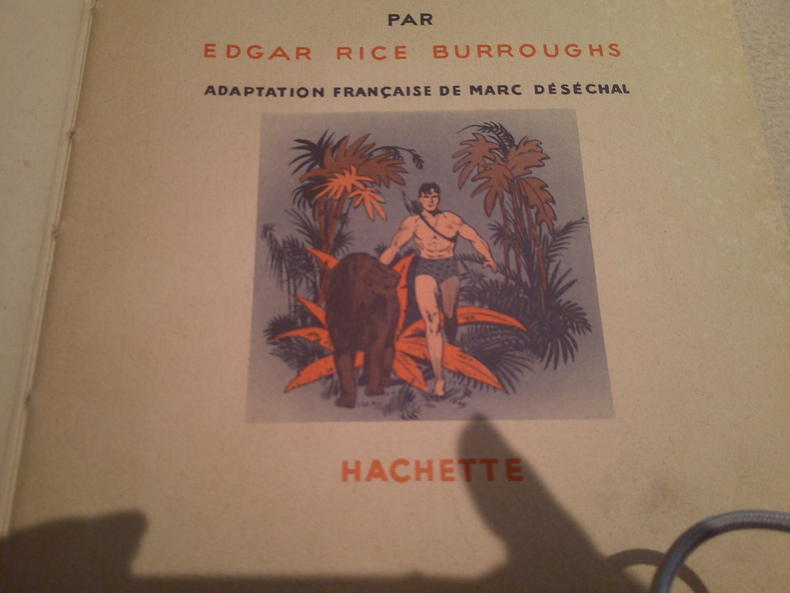 PAR
EDGAR RICE BURROUGHS
ADAPTATION FRANÇAISE DE MARC DÉSÉCHAL
HACHETTE